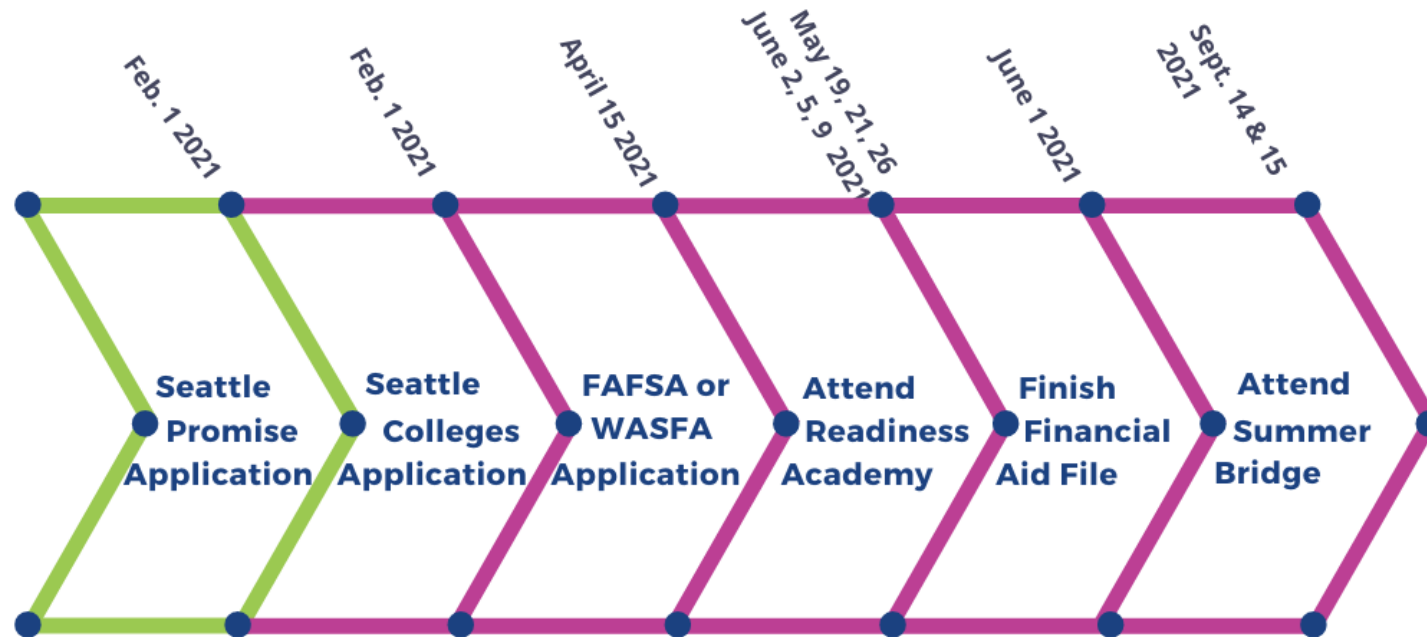 Feb. 1 2021
Feb. 1 2021
April 15 2021
May 19, 21, 26
June 2, 5, 9 2021
June 1 2021
Sept. 14 & 15
2021
Seattle
Promise
Application
Seattle
Colleges
Application
FAFSA or
WASFA
Application
Attend
Readiness
Academy
Finish
Financial
Aid File
Attend
Summer
Bridge